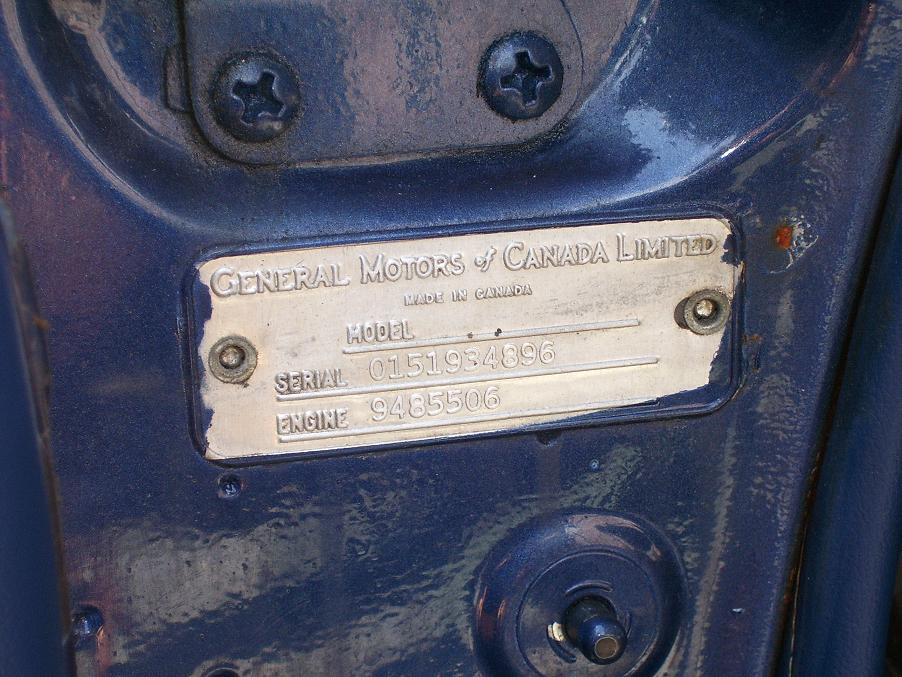 GENERAL MOTORS of CANADA LIMITED
MADE IN CANADA
MODEL
SERIAL 0151934896
ENGINE 9485506